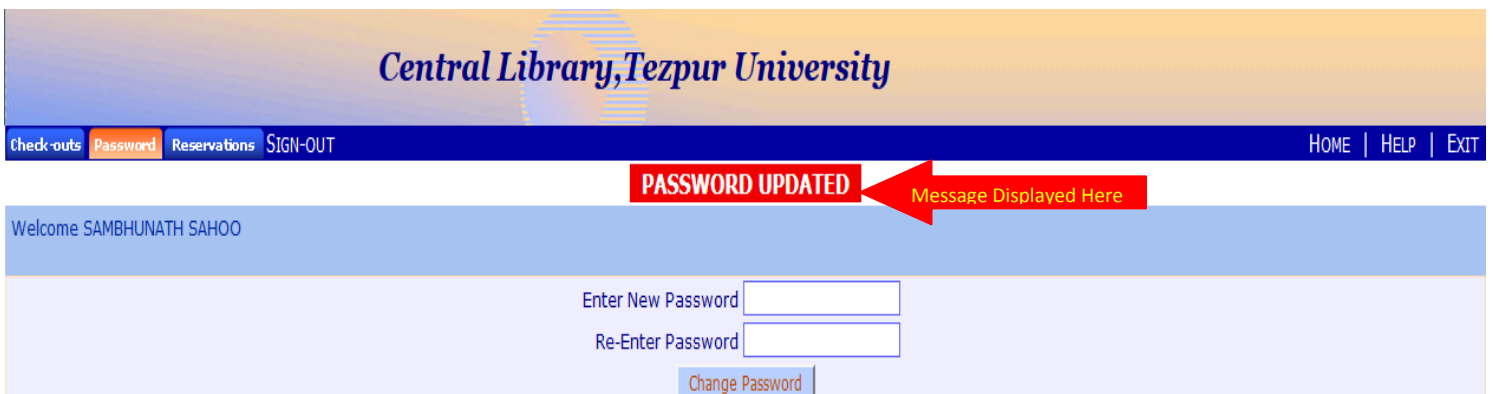 Central Library,Tezpur University
Check-outs Password Reservations SIGN-OUT HOME | HELP | EXIT
PASSWORD UPDATED Message Displayed Here
Welcome SAMBHUNATH SAHOO
Enter New Password
Re-Enter Password
Change Password